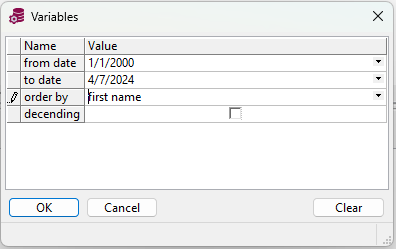 Variables
Name Value
from date 1/1/2000
to date 4/7/2024
order by first name
decending
OK Cancel Clear